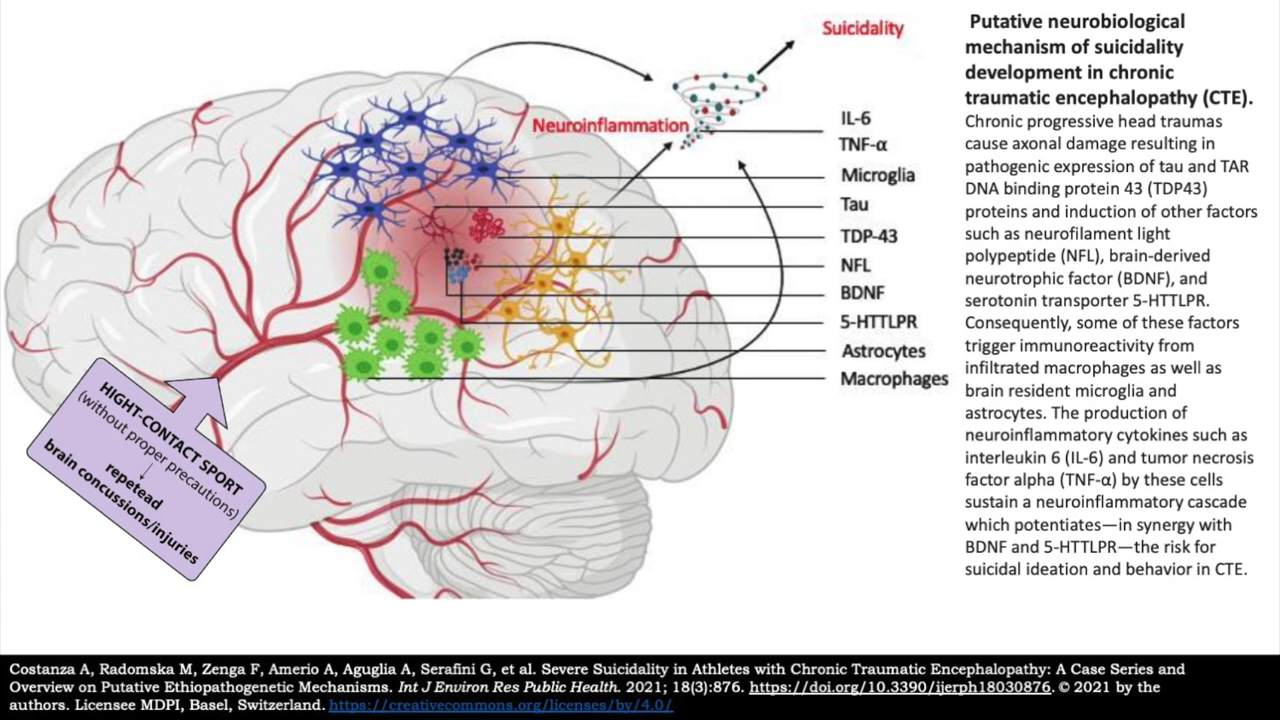 Suicidality
Neuroinflammation
IL-6
TNF-α
Microglia
Tau
TDP-43
NFL
BDNF
5-HTTLPR
Astrocytes
Macrophages
HIGHT-CONTACT SPORT
(without proper precautions)
↓
repetead
brain concussions/injuries
Putative neurobiological
mechanism of suicidality
development in chronic
traumatic encephalopathy (CTE).
Chronic progressive head traumas
cause axonal damage resulting in
pathogenic expression of tau and TAR
DNA binding protein 43 (TDP43)
proteins and induction of other factors
such as neurofilament light
polypeptide (NFL), brain-derived
neurotrophic factor (BDNF), and
serotonin transporter 5-HTTLPR.
Consequently, some of these factors
trigger immunoreactivity from
infiltrated macrophages as well as
brain resident microglia and
astrocytes. The production of
neuroinflammatory cytokines such as
interleukin 6 (IL-6) and tumor necrosis
factor alpha (TNF-α) by these cells
sustain a neuroinflammatory cascade
which potentiates—in synergy with
BDNF and 5-HTTLPR—the risk for
suicidal ideation and behavior in CTE.
Costanza A, Radomska M, Zenga F, Amerio A, Aguglia A, Serafini G, et al. Severe Suicidality in Athletes with Chronic Traumatic Encephalopathy: A Case Series and
Overview on Putative Ethiopathogenetic Mechanisms. Int J Environ Res Public Health. 2021; 18(3):876. https://doi.org/10.3390/ijerph18030876. © 2021 by the
authors. Licensee MDPI, Basel, Switzerland. https://creativecommons.org/licenses/by/4.0/